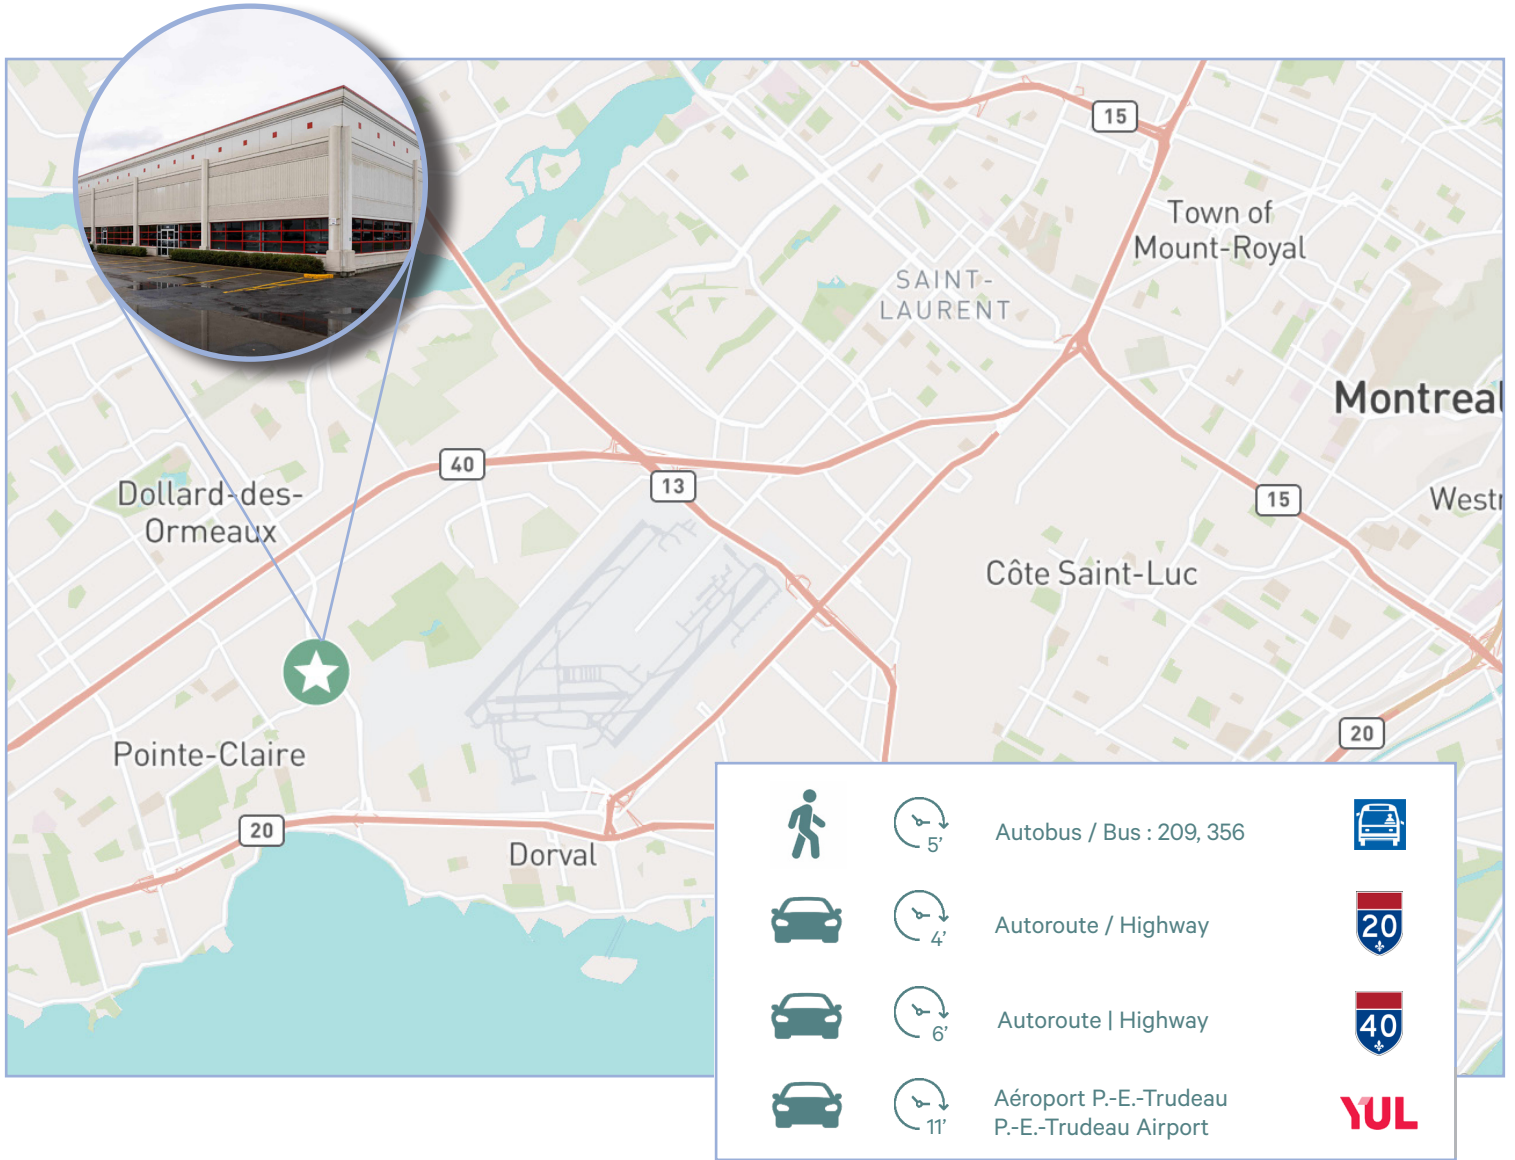 15
Town of
Mount-Royal
SAINT-
LAURENT
Montreal
40
13
Dollard-des-
Ormeaux
15
Côte Saint-Luc
20
Pointe-Claire
20
Dorval
5’
Autobus / Bus : 209, 356
4’
Autoroute / Highway
20
6’
Autoroute | Highway
40
11’
Aéroport P.-E.-Trudeau
P.-E.-Trudeau Airport
YUL